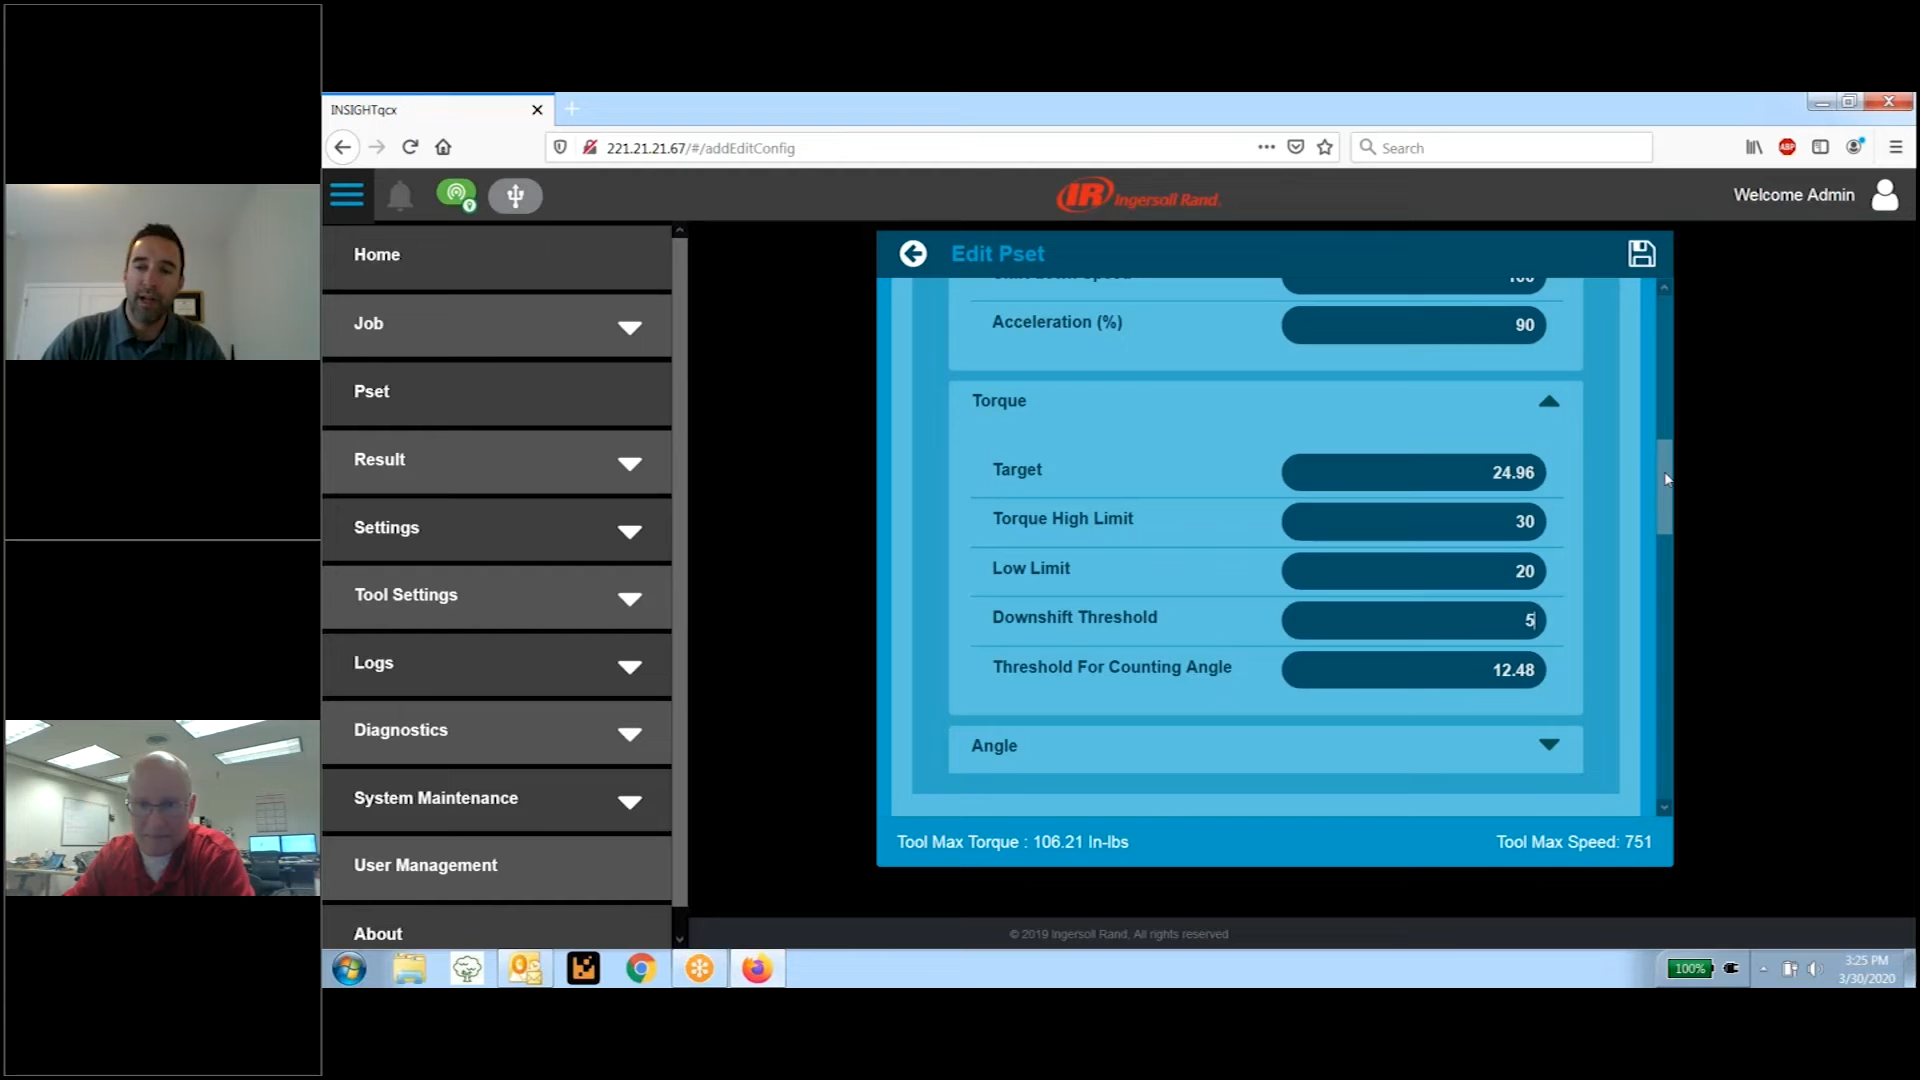 INSIGHTqcx
221.21.21.67/#/addEditConfig
Search
Ingersoll Rand.
Welcome Admin
Home
Job
Pset
Result
Settings
Tool Settings
Logs
Diagnostics
System Maintenance
User Management
About
Edit Pset
Acceleration (%)
90
Torque
Target
24.96
Torque High Limit
30
Low Limit
20
Downshift Threshold
5
Threshold For Counting Angle
12.48
Angle
Tool Max Torque : 106.21 In-lbs
Tool Max Speed: 751
© 2019 Ingersoll Rand, All rights reserved
100%
3:25 PM
3/30/2020